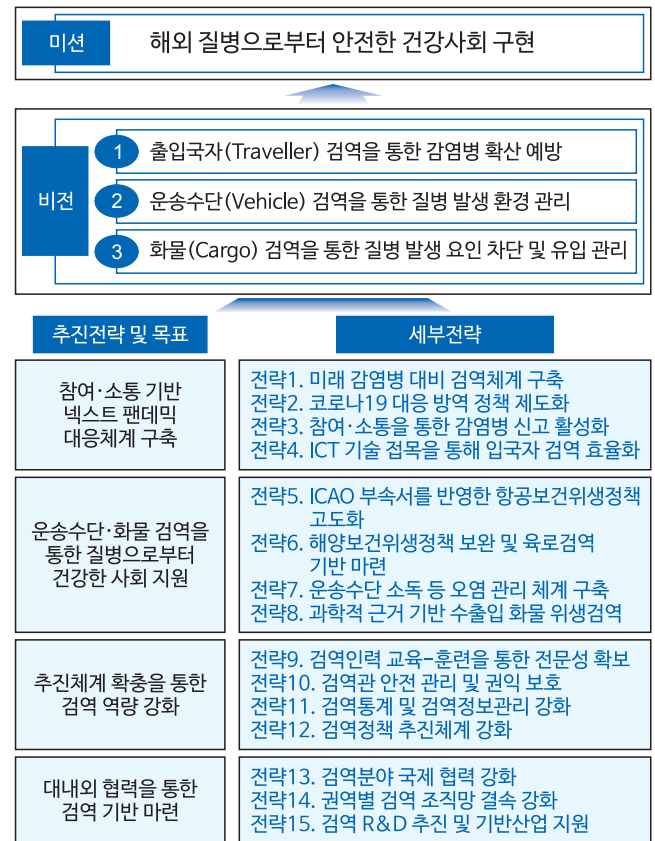 미션
해외 질병으로부터 안전한 건강사회 구현
비전
1 출입국자(Traveller) 검역을 통한 감염병 확산 예방
2 운송수단(Vehicle) 검역을 통한 질병 발생 환경 관리
3 화물(Cargo) 검역을 통한 질병 발생 요인 차단 및 유입 관리
추진전략 및 목표
세부전략
참여·소통 기반
넥스트 팬데믹
대응체계 구축
전략1. 미래 감염병 대비 검역체계 구축
전략2. 코로나19 대응 방역 정책 제도화
전략3. 참여·소통을 통한 감염병 신고 활성화
전략4. ICT 기술 접목을 통해 입국자 검역 효율화
운송수단·화물 검역을
통한 질병으로부터
건강한 사회 지원
전략5. ICAO 부속서를 반영한 항공보건위생정책
고도화
전략6. 해양보건위생정책 보완 및 육로검역
기반 마련
전략7. 운송수단 소독 등 오염 관리 체계 구축
전략8. 과학적 근거 기반 수출입 화물 위생검역
추진체계 확충을 통한
검역 역량 강화
전략9. 검역인력 교육-훈련을 통한 전문성 확보
전략10. 검역관 안전 관리 및 권익 보호
전략11. 검역통계 및 검역정보관리 강화
전략12. 검역정책 추진체계 강화
대내외 협력을 통한
검역 기반 마련
전략13. 검역분야 국제 협력 강화
전략14. 권역별 검역 조직망 결속 강화
전략15. 검역 R&D 추진 및 기반산업 지원